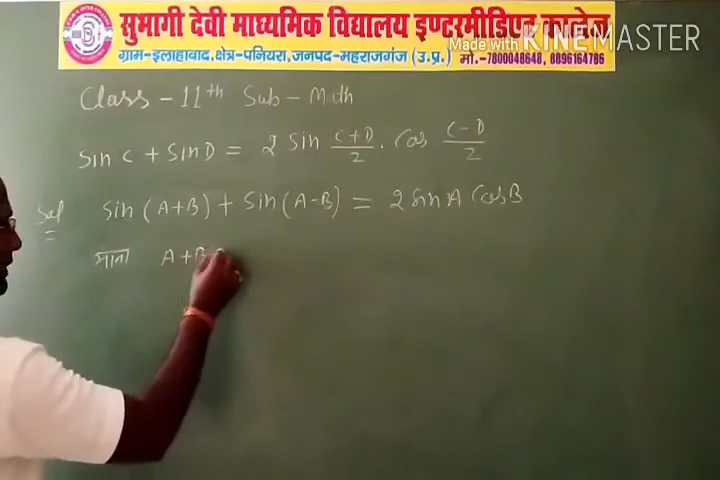 सुभागी देवी माध्यमिक विद्यालय इण्टरमीडिएट कालेज
ग्राम-इलाहाबाद,क्षेत्र-पनियरा,जनपद-महराजगंज (उ.प्र.) मो.-7800048648, 8896164786
Made with KINEMASTER
Class - 11th Sub - Math
Sin C + Sin D = 2 Sin (C+D)/2 . Cos (C-D)/2
Sol Sin (A+B) + Sin (A-B) = 2 Sin A Cos B
माना A+B